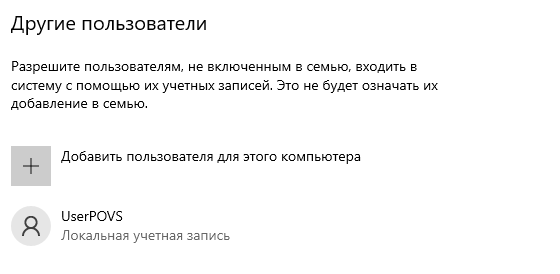 Другие пользователи
Разрешите пользователям, не включенным в семью, входить в
систему с помощью их учетных записей. Это не будет означать их
добавление в семью.
Добавить пользователя для этого компьютера
UserPOVS
Локальная учетная запись